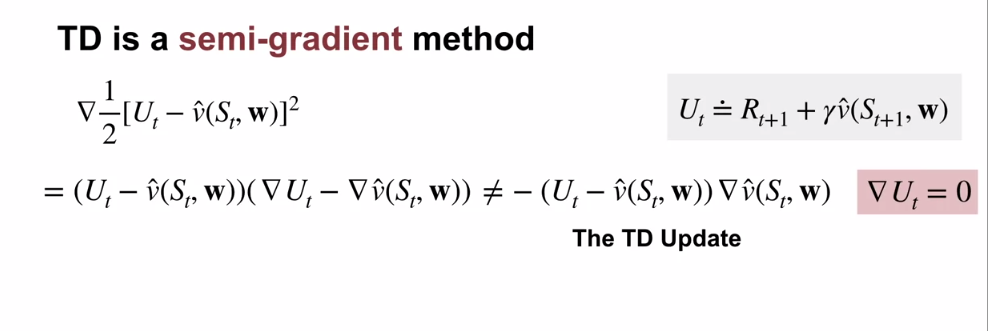 TD is a semi-gradient method
∇ 1/2 [U_t − v̂(S_t, w)]²
U_t ≐ R_{t+1} + γv̂(S_{t+1}, w)
= (U_t − v̂(S_t, w))(∇U_t − ∇v̂(S_t, w)) ≠ − (U_t − v̂(S_t, w))∇v̂(S_t, w)
∇U_t = 0
The TD Update